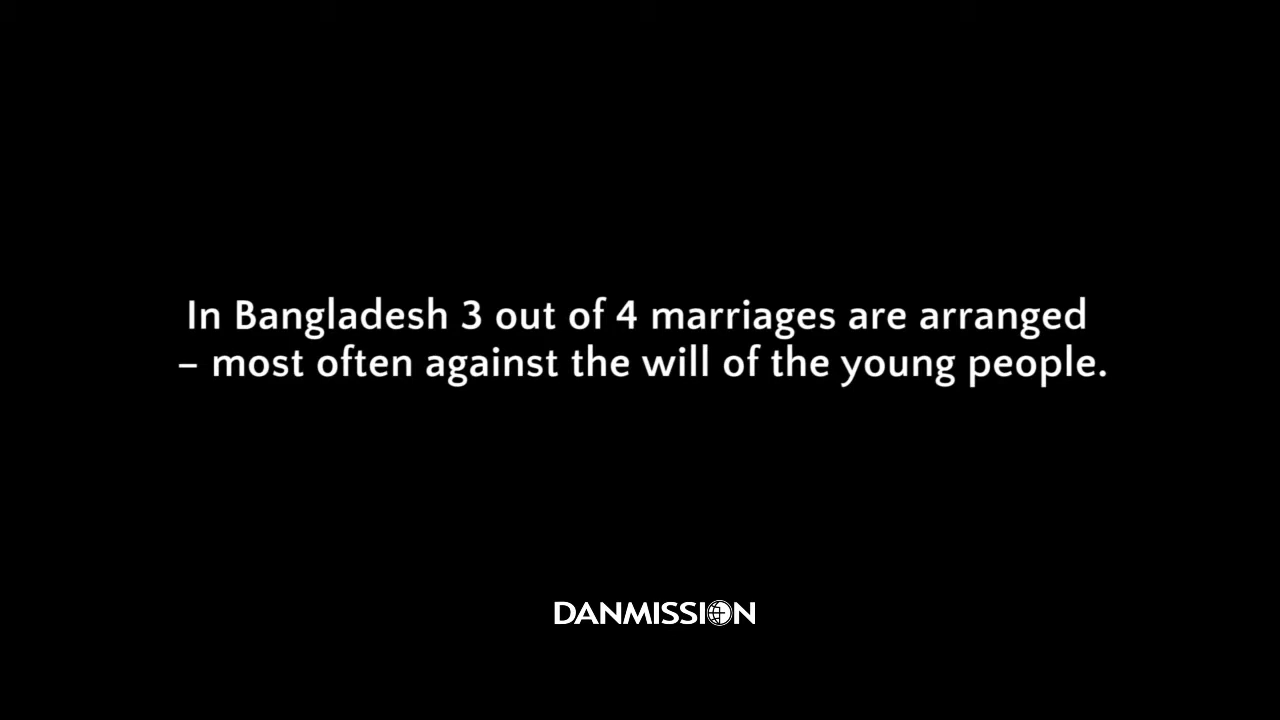 In Bangladesh 3 out of 4 marriages are arranged
– most often against the will of the young people.
DANMISSION